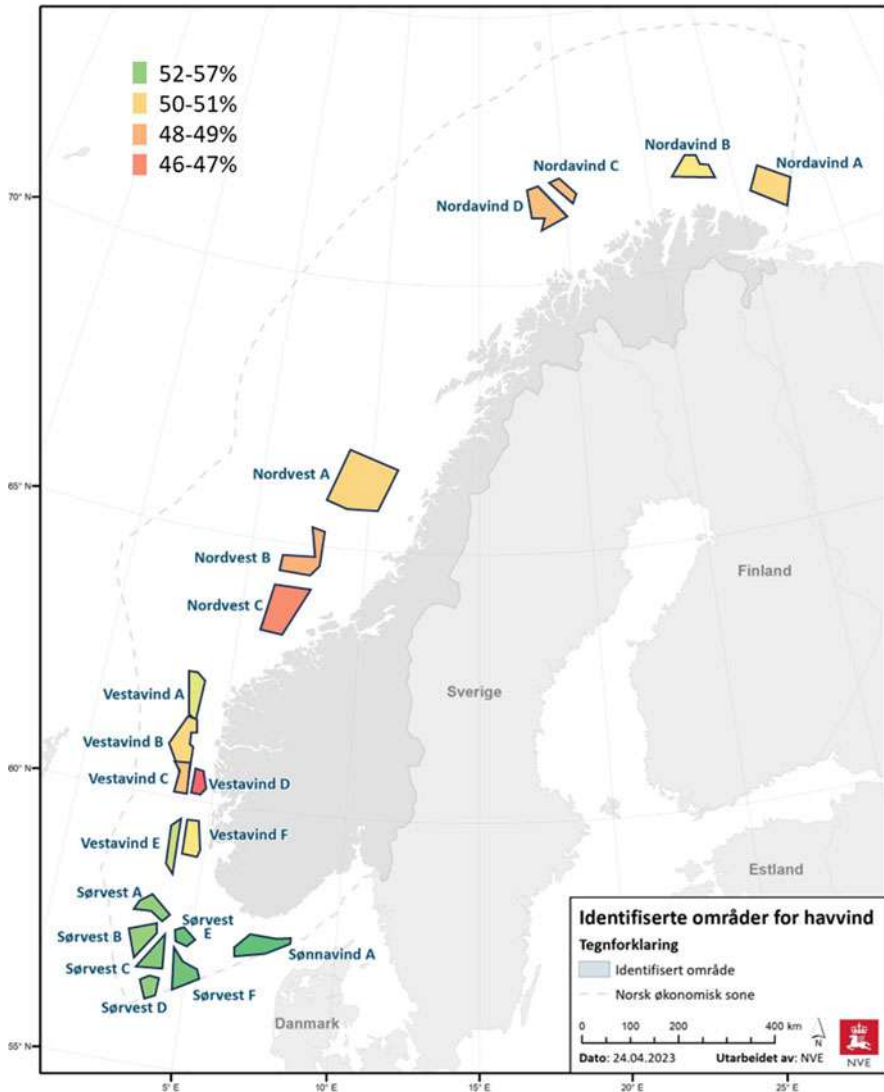 52-57%
50-51%
48-49%
46-47%
Nordavind B
Nordavind C
Nordavind A
70° N
Nordavind D
Nordvest A
65° N
Nordvest B
Finland
Nordvest C
Vestavind A
Sverige
Vestavind B
60° N
Vestavind C
Vestavind D
Vestavind E
Vestavind F
Estland
Sørvest A
Sørvest
E
Sørvest B
Sønnavind A
Sørvest C
Sørvest F
Sørvest D
Danmark
55° N
5° E
10° E
15° E
20° E
25° E
Identifiserte områder for havvind
Tegnforklaring
Identifisert område
Norsk økonomisk sone
0 100 200 400 km
N
Dato: 24.04.2023 Utarbeidet av: NVE
NVE